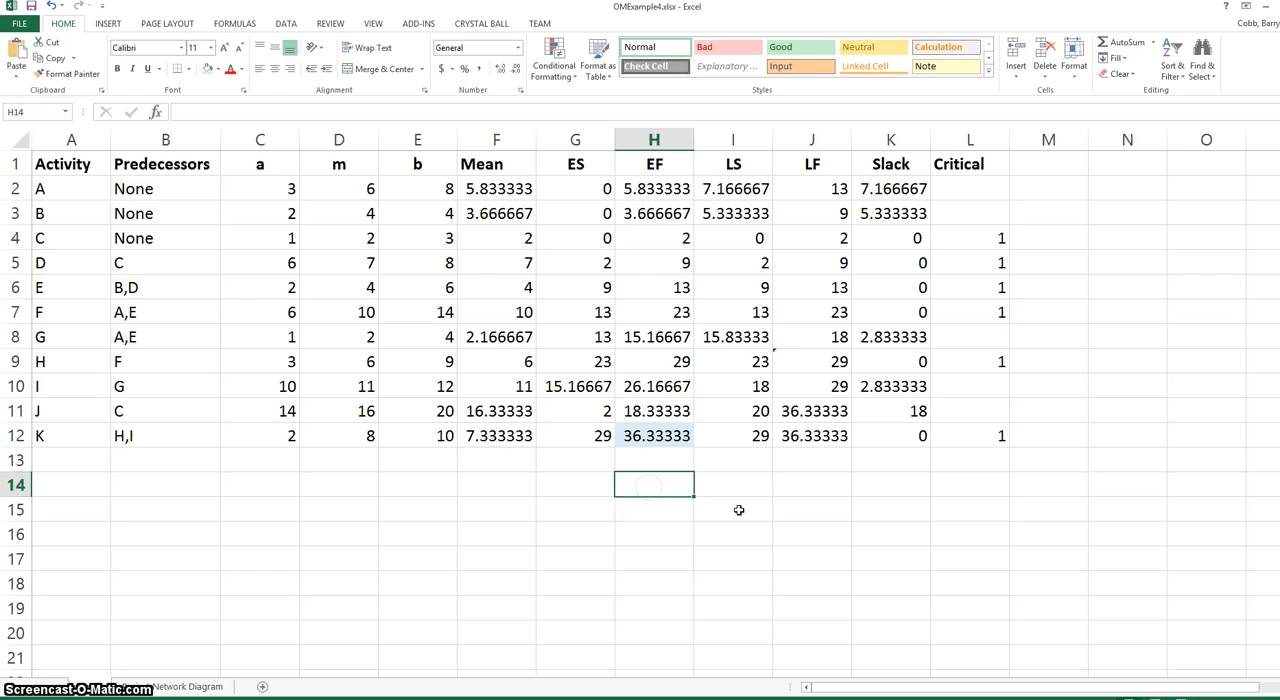 OMExample4.xlsx - Excel
FILE HOME INSERT PAGE LAYOUT FORMULAS DATA REVIEW VIEW ADD-INS CRYSTAL BALL TEAM Cobb, Barry
Paste Cut Copy Format Painter Clipboard
Calibri 11 B I U A Font
Wrap Text Merge & Center Alignment
General $ % , Number
Conditional Formatting Format as Table
Normal Bad Good Neutral Calculation
Check Cell Explanatory ... Input Linked Cell Note
Styles
Insert Delete Format Cells
AutoSum Fill Clear Sort & Filter Find & Select Editing
H14 fx
A B C D E F G H I J K L M N O
1 Activity Predecessors a m b Mean ES EF LS LF Slack Critical
2 A None 3 6 8 5.833333 0 5.833333 7.166667 13 7.166667
3 B None 2 4 4 3.666667 0 3.666667 5.333333 9 5.333333
4 C None 1 2 3 2 0 2 0 2 0 1
5 D C 6 7 8 7 2 9 2 9 0 1
6 E B,D 2 4 6 4 9 13 9 13 0 1
7 F A,E 6 10 14 10 13 23 13 23 0 1
8 G A,E 1 2 4 2.166667 13 15.16667 15.83333 18 2.833333
9 H F 3 6 9 6 23 29 23 29 0 1
10 I G 10 11 12 11 15.16667 26.16667 18 29 2.833333
11 J C 14 16 20 16.33333 2 18.33333 20 36.33333 18
12 K H,I 2 8 10 7.333333 29 36.33333 29 36.33333 0 1
13
14
15
16
17
18
19
20
21
Screencast-O-Matic.com Network Diagram